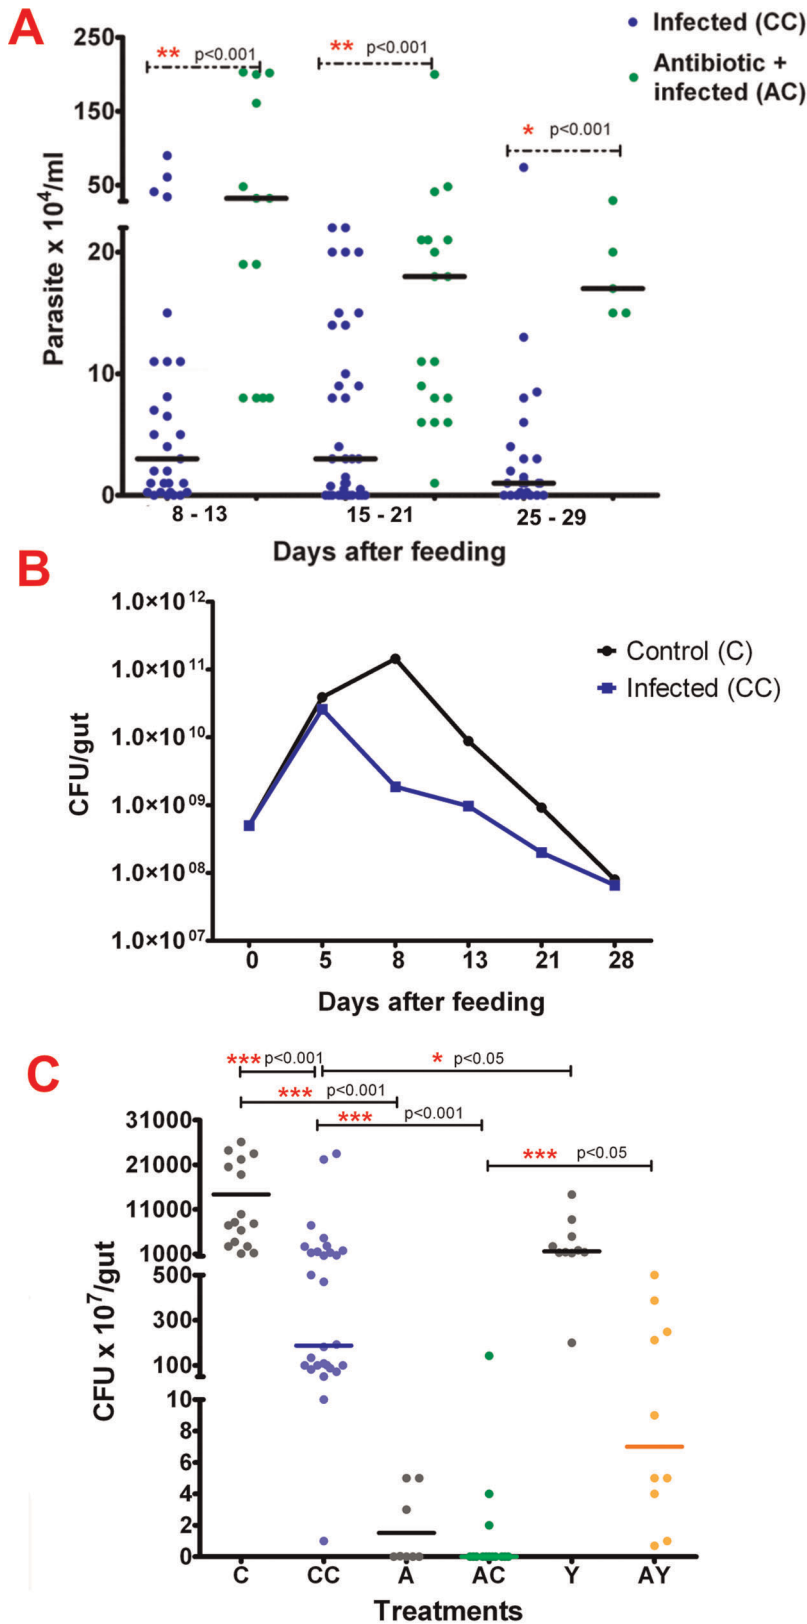 A
250
150
50
20
10
0
Parasite x 10⁴/ml
** p<0.001
** p<0.001
* p<0.001
Infected (CC)
Antibiotic +
infected (AC)
8 - 13
15 - 21
25 - 29
Days after feeding
B
1.0×10¹²
1.0×10¹¹
1.0×10¹⁰
1.0×10⁰⁹
1.0×10⁰⁸
1.0×10⁰⁷
CFU/gut
Control (C)
Infected (CC)
0 5 8 13 21 28
Days after feeding
C
*** p<0.001
* p<0.05
*** p<0.001
*** p<0.001
*** p<0.05
31000
21000
11000
1000
500
300
100
10
8
6
4
2
0
CFU x 10⁷/gut
C CC A AC Y AY
Treatments